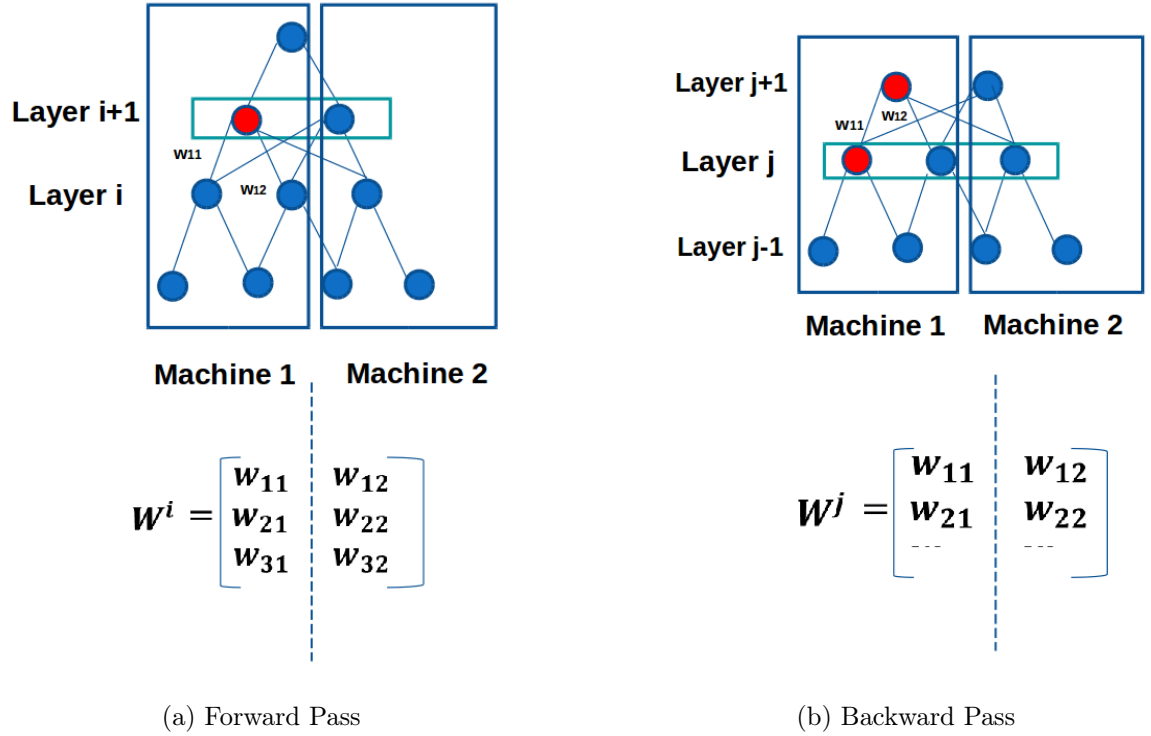 Layer i+1
W11
Layer i
W12
Machine 1 Machine 2
W^i = [ w11 w12
w21 w22
w31 w32 ]
(a) Forward Pass
Layer j+1
W11 W12
Layer j
Layer j-1
Machine 1 Machine 2
W^j = [ w11 w12
w21 w22
--- --- ]
(b) Backward Pass